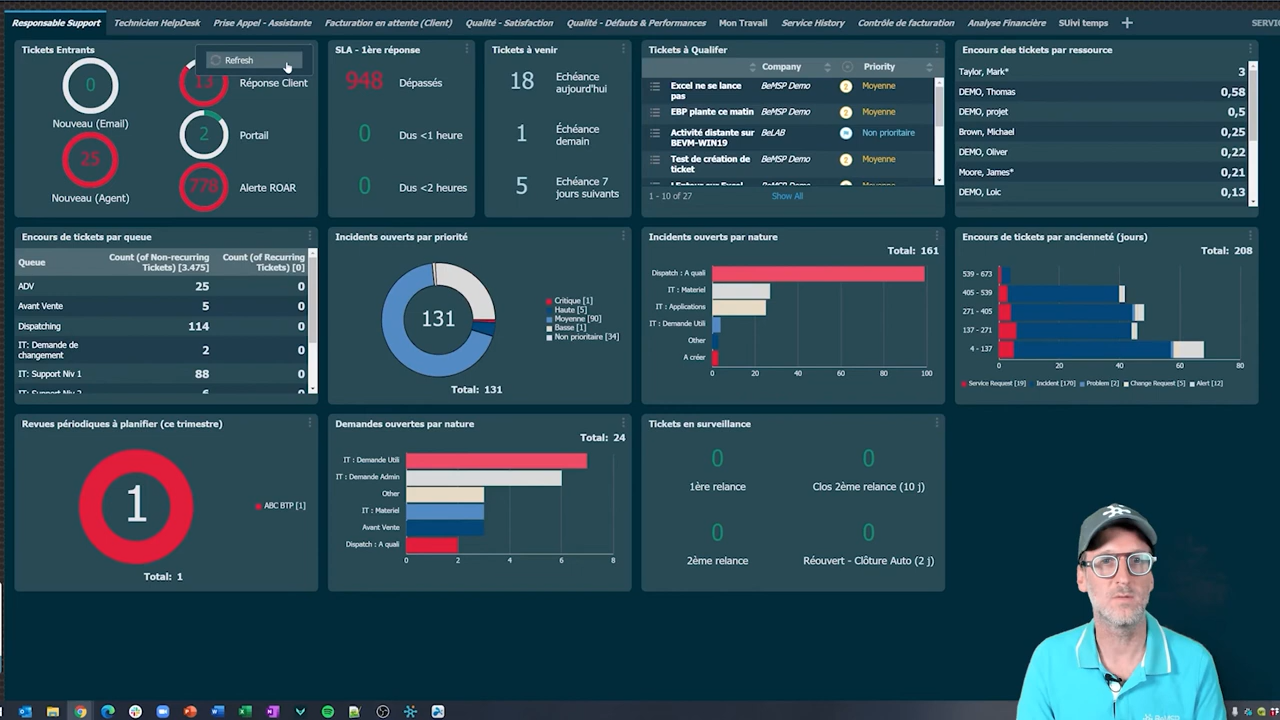 Responsable Support
Technicien HelpDesk
Prise Appel - Assistante
Facturation en attente (Client)
Qualité - Satisfaction
Qualité - Défauts & Performances
Mon Travail
Service History
Contrôle de facturation
Analyse Financière
SUivi temps
Tickets Entrants
Refresh
0
Nouveau (Email)
13
Réponse Client
2
Portail
25
Nouveau (Agent)
778
Alerte ROAR
SLA - 1ère réponse
948 Dépassés
0 Dus <1 heure
0 Dus <2 heures
Tickets à venir
18 Echéance
aujourd'hui
1 Échéance
demain
5 Echéance 7
jours suivants
Tickets à Qualifer
Company Priority
Excel ne se lance
pas
BeMSP Demo 2 Moyenne
EBP plante ce matin BeMSP Demo 2 Moyenne
Activité distante sur
BEVM-WIN19
BeLAB N Non prioritaire
Test de création de
ticket
BeMSP Demo 2 Moyenne
1 - 10 of 27 Show All
Encours des tickets par ressource
Taylor, Mark* 3
DEMO, Thomas 0,58
DEMO, projet 0,5
Brown, Michael 0,25
DEMO, Oliver 0,22
Moore, James* 0,21
DEMO, Loic 0,13
Encours de tickets par queue
Queue
Count (of Non-recurring
Tickets) [3.475]
Count (of Recurring
Tickets) [0]
ADV 25 0
Avant Vente 5 0
Dispatching 114 0
IT: Demande de
changement
2 0
IT: Support Niv 1 88 0
IT: Support Niv 2 6 0
Incidents ouverts par priorité
131
Critique [1]
Haute [5]
Moyenne [90]
Basse [1]
Non prioritaire [34]
Total: 131
Incidents ouverts par nature
Total: 161
Dispatch : A quali
IT : Materiel
IT : Applications
IT : Demande Utili
Other
A créer
0 20 40 60 80 100
Encours de tickets par ancienneté (jours)
Total: 208
539 - 673
405 - 539
271 - 405
137 - 271
4 - 137
0 20 40 60 80
Service Request [19] Incident [170] Problem [2] Change Request [5] Alert [12]
Revues périodiques à planifier (ce trimestre)
1
ABC BTP [1]
Total: 1
Demandes ouvertes par nature
Total: 24
IT : Demande Utili
IT : Demande Admin
Other
IT : Materiel
Avant Vente
Dispatch : A quali
0 2 4 6 8
Tickets en surveillance
0
1ère relance
0
Clos 2ème relance (10 j)
0
2ème relance
0
Réouvert - Clôture Auto (2 j)